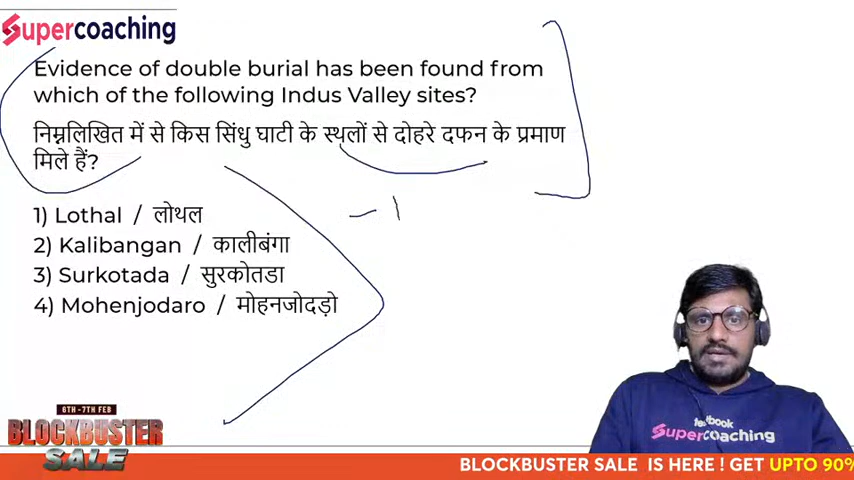 Supercoaching
Evidence of double burial has been found from
which of the following Indus Valley sites?
निम्नलिखित में से किस सिंधु घाटी के स्थलों से दोहरे दफन के प्रमाण
मिले हैं?
1) Lothal / लोथल
2) Kalibangan / कालीबंगा
3) Surkotada / सुरकोतडा
4) Mohenjodaro / मोहनजोदड़ो
– 1
testbook
Supercoaching
6TH -7TH FEB
BLOCKBUSTER
SALE
BLOCKBUSTER SALE IS HERE ! GET UPTO 90%